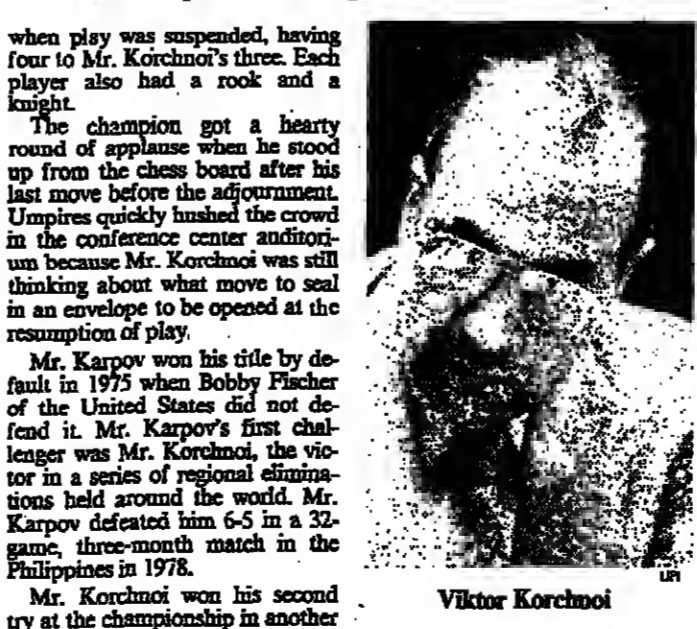 when play was suspended, having
four to Mr. Korchnoi's three. Each
player also had a rook and a
knight.
The champion got a hearty
round of applause when he stood
up from the chess board after his
last move before the adjournment.
Umpires quickly hushed the crowd
in the conference center auditori-
um because Mr. Korchnoi was still
thinking about what move to seal
in an envelope to be opened at the
resumption of play.
Mr. Karpov won his title by de-
fault in 1975 when Bobby Fischer
of the United States did not de-
fend it. Mr. Karpov's first chal-
lenger was Mr. Korchnoi, the vic-
tor in a series of regional elimina-
tions held around the world. Mr.
Karpov defeated him 6-5 in a 32-
game, three-month match in the
Philippines in 1978.
Mr. Korchnoi won his second
try at the championship in another
UPI
Viktor Korchnoi